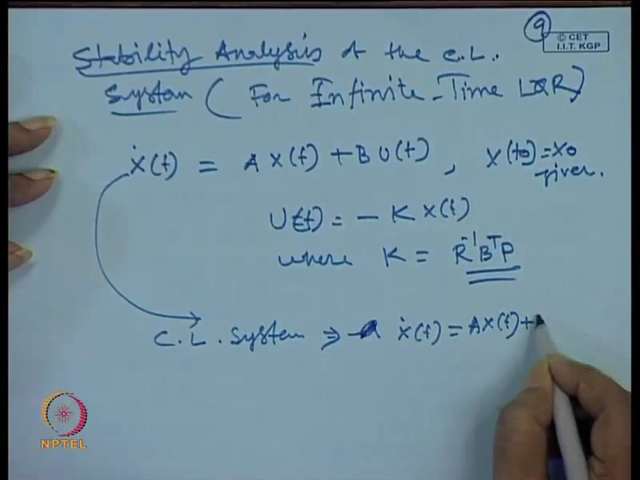 9
© CET
I.I.T. KGP
Stability Analysis of the C.L.
System (For Infinite-Time LQR)
Ẋ(t) = A X(t) + B U(t), X(t0) = X0
given.
U(t) = - K X(t)
where K = R⁻¹BᵀP
C.L. System ⇒ Ẋ(t) = A X(t) +
NPTEL